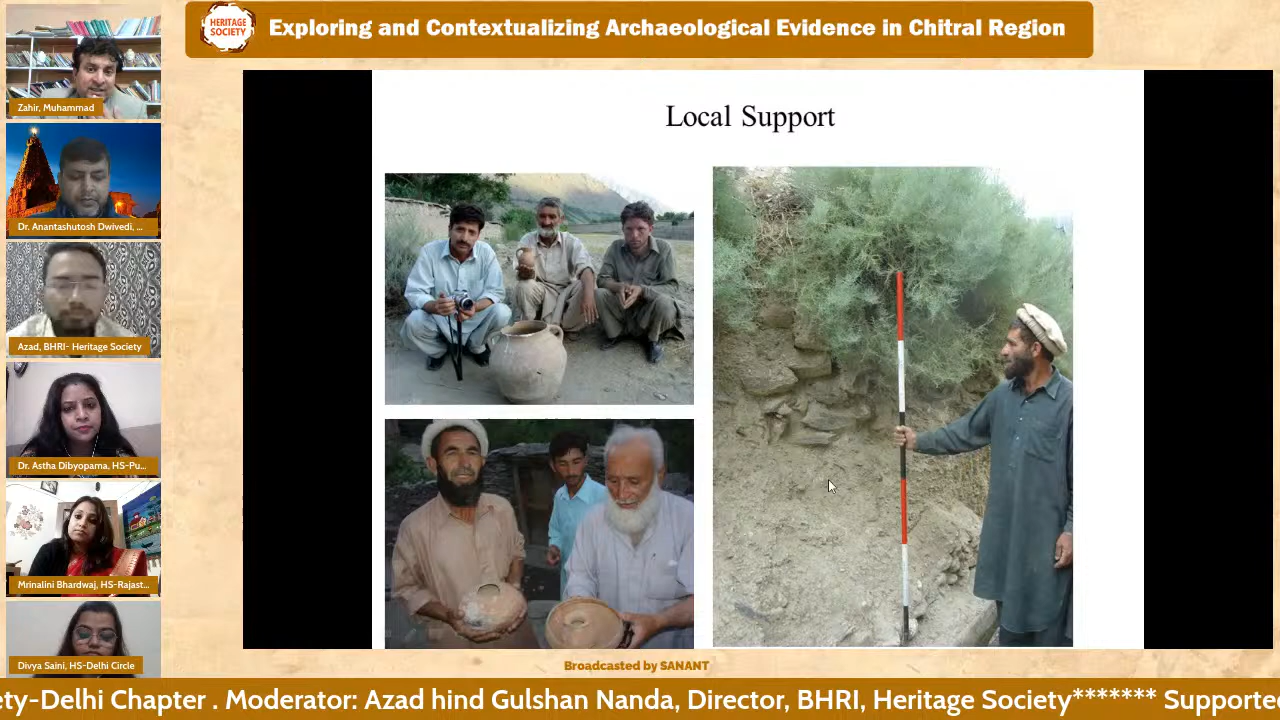 HERITAGE
SOCIETY
Exploring and Contextualizing Archaeological Evidence in Chitral Region
Zahir, Muhammad
Dr. Anantashutosh Dwivedi, ...
Azad, BHRI- Heritage Society
Dr. Astha Dibyoparna, HS-Pu...
Mrinalini Bhardwaj, HS-Rajast...
Divya Saini, HS-Delhi Circle
Local Support
Broadcasted by SANANT
ety-Delhi Chapter . Moderator: Azad hind Gulshan Nanda, Director, BHRI, Heritage Society******* Supported